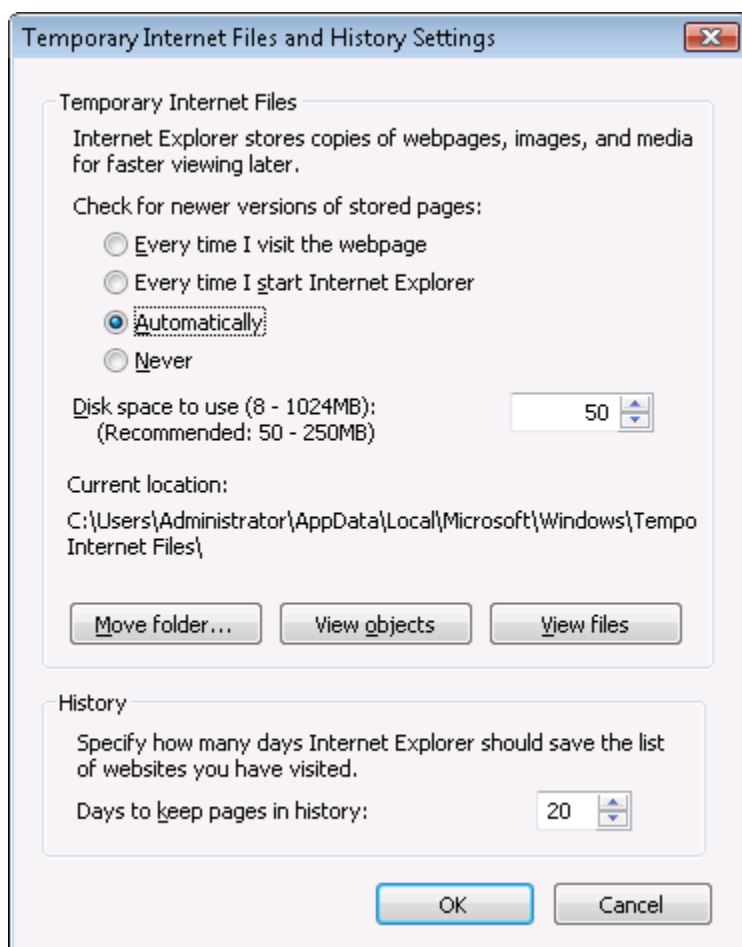 Temporary Internet Files and History Settings
Temporary Internet Files
Internet Explorer stores copies of webpages, images, and media
for faster viewing later.
Check for newer versions of stored pages:
Every time I visit the webpage
Every time I start Internet Explorer
Automatically
Never
Disk space to use (8 - 1024MB):
50
(Recommended: 50 - 250MB)
Current location:
C:\Users\Administrator\AppData\Local\Microsoft\Windows\Tempo
Internet Files\
Move folder... View objects View files
History
Specify how many days Internet Explorer should save the list
of websites you have visited.
Days to keep pages in history: 20
OK Cancel